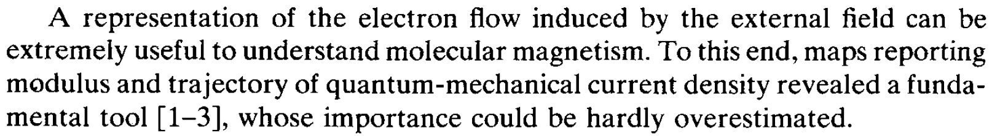 A representation of the electron flow induced by the external field can be
extremely useful to understand molecular magnetism. To this end, maps reporting
modulus and trajectory of quantum-mechanical current density revealed a funda-
mental tool [1–3], whose importance could be hardly overestimated.